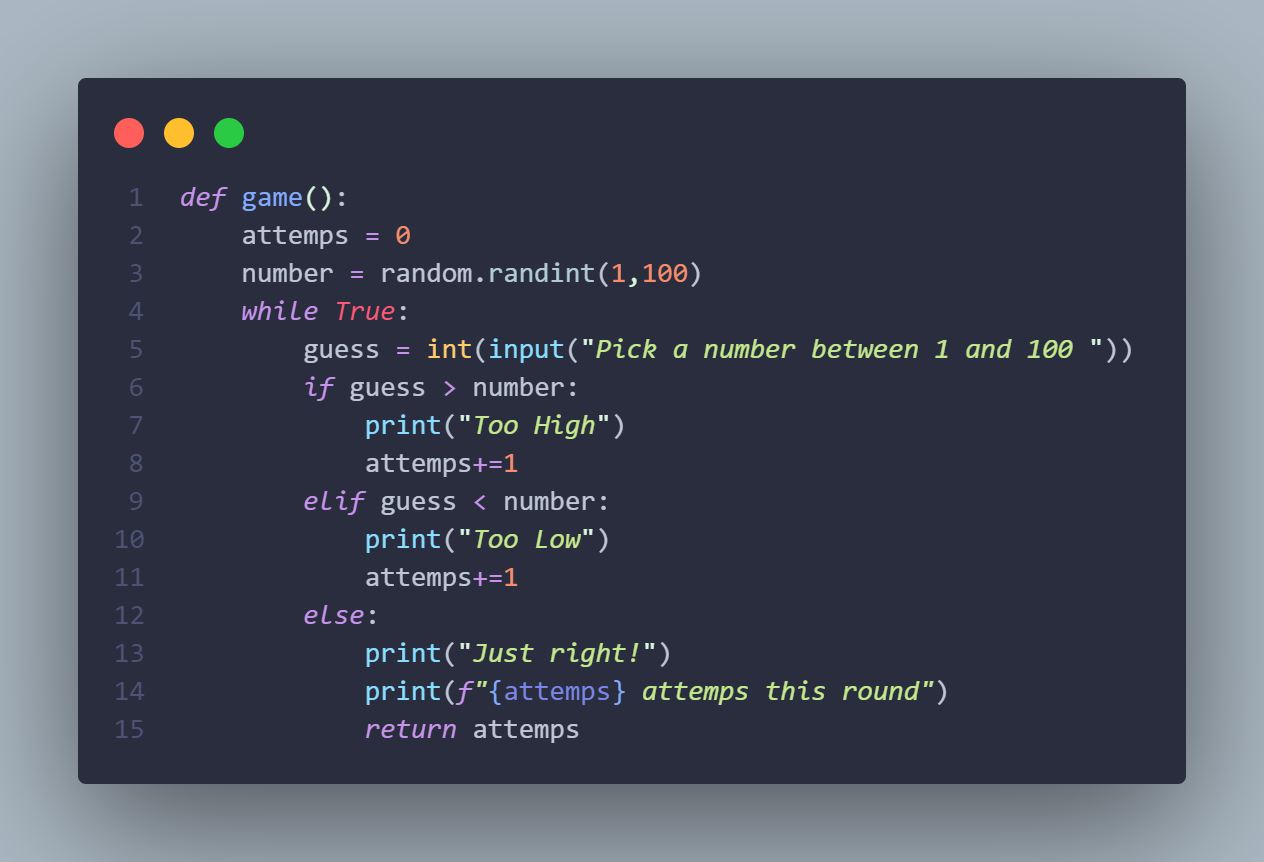 1 def game():
2     attemps = 0
3     number = random.randint(1,100)
4     while True:
5         guess = int(input("Pick a number between 1 and 100 "))
6         if guess > number:
7             print("Too High")
8             attemps+=1
9         elif guess < number:
10             print("Too Low")
11             attemps+=1
12         else:
13             print("Just right!")
14             print(f"{attemps} attemps this round")
15             return attemps